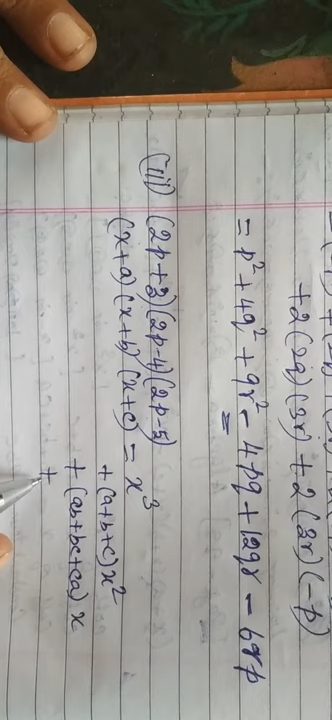 +2(2q)(3r)+2(3r)(-p)
= p²+4q²+9r²-4pq+12qr-6rp
(iii) (2p+3)(2p-4)(2p-5)
(x+a)(x+b)(x+c) = x³
+(a+b+c)x²
+(ab+bc+ca)x
+